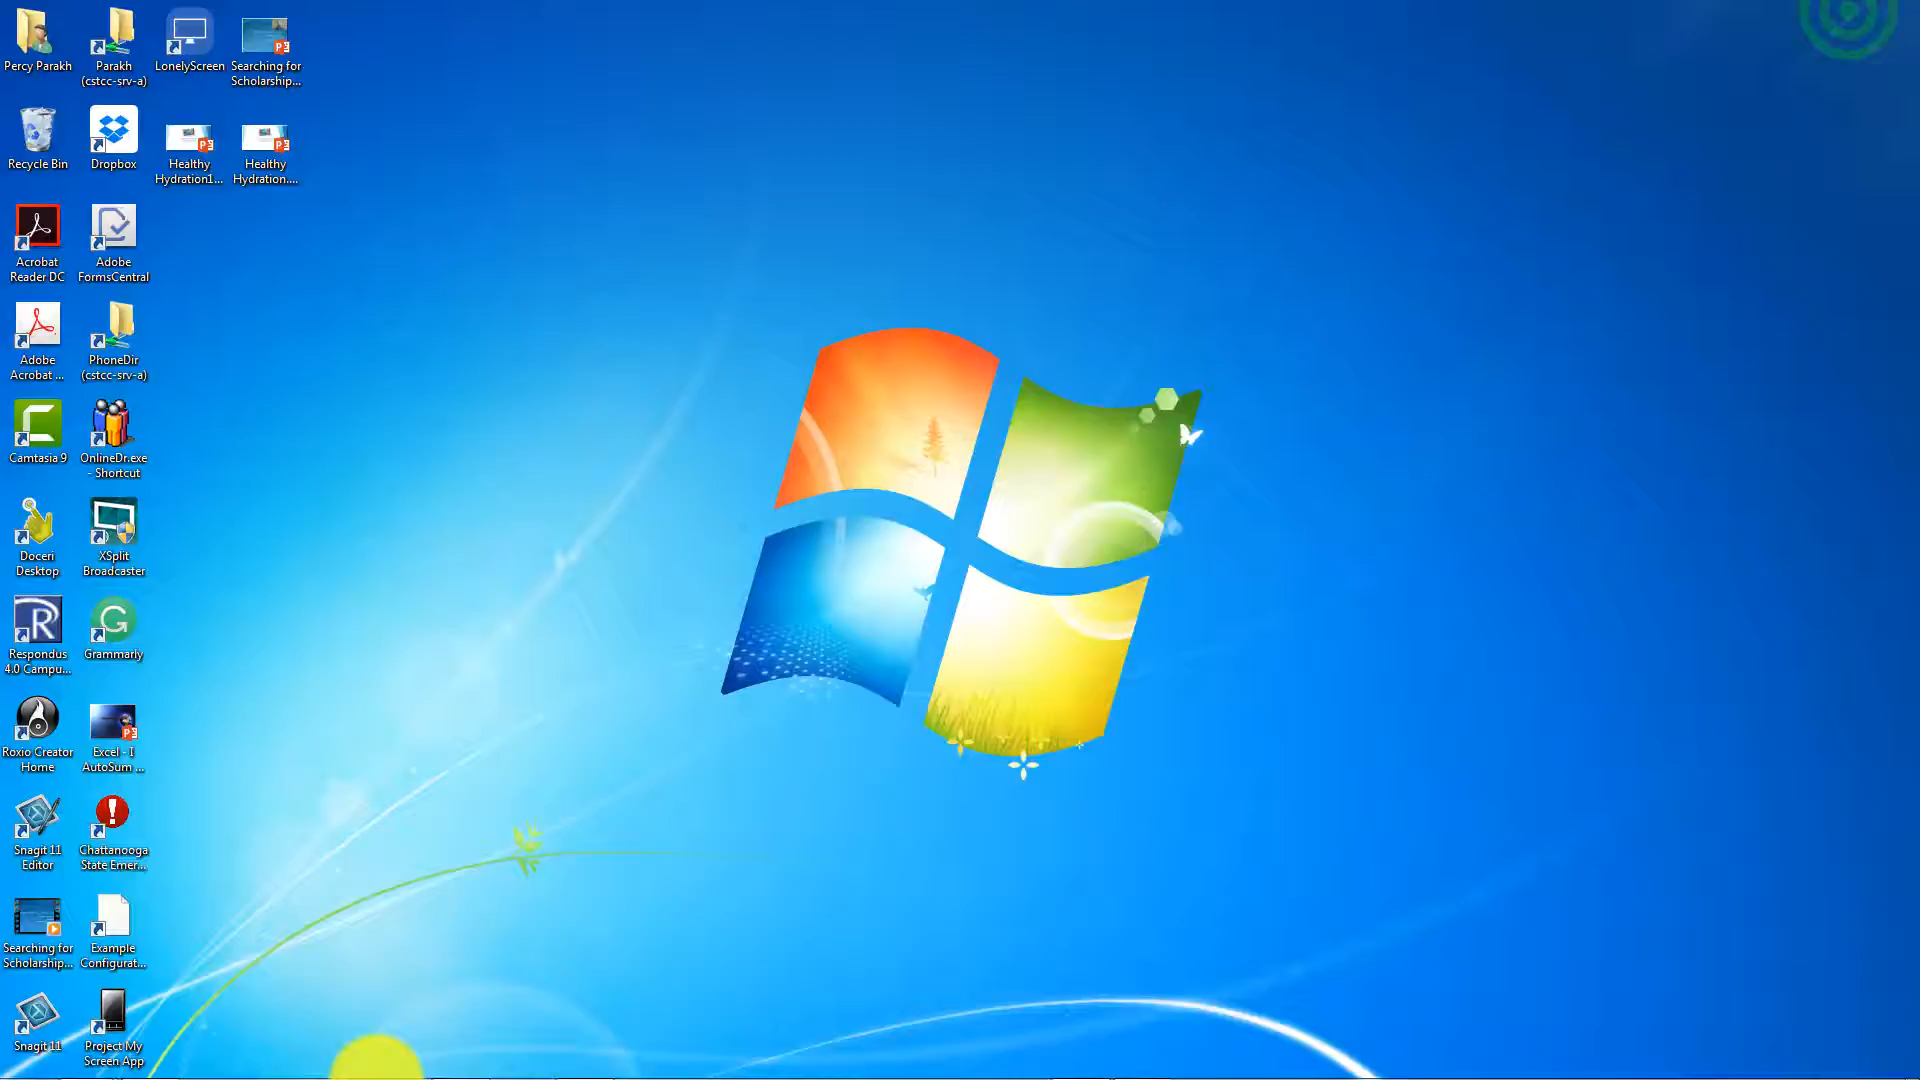 Percy Parakh
Parakh
(cstcc-srv-a)
LonelyScreen
Searching for
Scholarship...
Recycle Bin
Dropbox
Healthy
Hydration1...
Healthy
Hydration....
Acrobat
Reader DC
Adobe
FormsCentral
Adobe
Acrobat ...
PhoneDir
(cstcc-srv-a)
Camtasia 9
OnlineDr.exe
- Shortcut
Doceri
Desktop
XSplit
Broadcaster
Respondus
4.0 Campu...
Grammarly
Roxio Creator
Home
Excel - I
AutoSum ...
Snagit 11
Editor
Chattanooga
State Emer...
Searching for
Scholarship...
Example
Configurat...
Snagit 11
Project My
Screen App